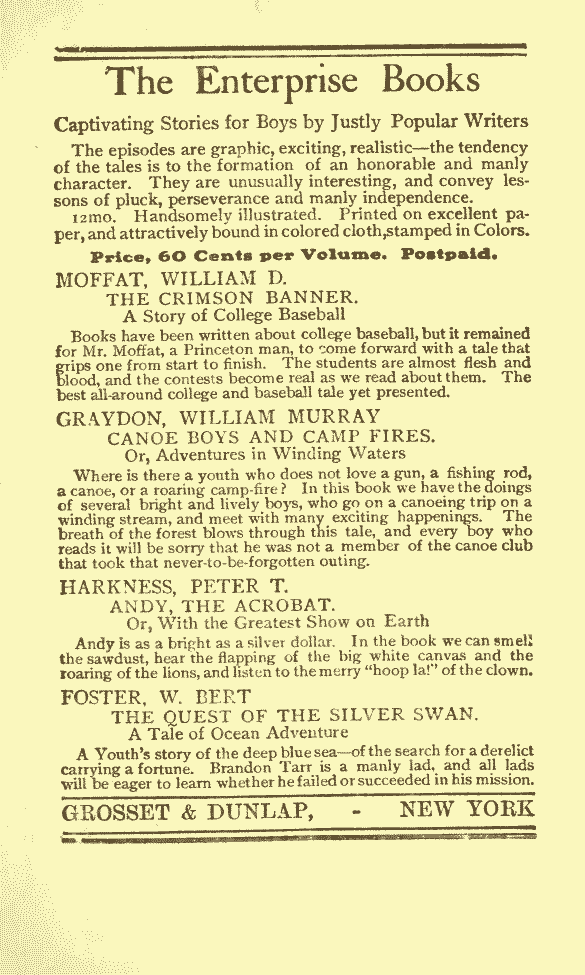 The Enterprise Books
Captivating Stories for Boys by Justly Popular Writers
The episodes are graphic, exciting, realistic—the tendency
of the tales is to the formation of an honorable and manly
character. They are unusually interesting, and convey les-
sons of pluck, perseverance and manly independence.
12mo. Handsomely illustrated. Printed on excellent pa-
per, and attractively bound in colored cloth, stamped in Colors.
Price, 60 Cents per Volume. Postpaid.
MOFFAT, WILLIAM D.
THE CRIMSON BANNER.
A Story of College Baseball
Books have been written about college baseball, but it remained
for Mr. Moffat, a Princeton man, to come forward with a tale that
grips one from start to finish. The students are almost flesh and
blood, and the contests become real as we read about them. The
best all-around college and baseball tale yet presented.
GRAYDON, WILLIAM MURRAY
CANOE BOYS AND CAMP FIRES.
Or, Adventures in Winding Waters
Where is there a youth who does not love a gun, a fishing rod,
a canoe, or a roaring camp-fire? In this book we have the doings
of several bright and lively boys, who go on a canoeing trip on a
winding stream, and meet with many exciting happenings. The
breath of the forest blows through this tale, and every boy who
reads it will be sorry that he was not a member of the canoe club
that took that never-to-be-forgotten outing.
HARKNESS, PETER T.
ANDY, THE ACROBAT.
Or, With the Greatest Show on Earth
Andy is as a bright as a silver dollar. In the book we can smell
the sawdust, hear the flapping of the big white canvas and the
roaring of the lions, and listen to the merry "hoop la!" of the clown.
FOSTER, W. BERT
THE QUEST OF THE SILVER SWAN.
A Tale of Ocean Adventure
A Youth's story of the deep blue sea—of the search for a derelict
carrying a fortune. Brandon Tarr is a manly lad, and all lads
will be eager to learn whether he failed or succeeded in his mission.
GROSSET & DUNLAP, - NEW YORK